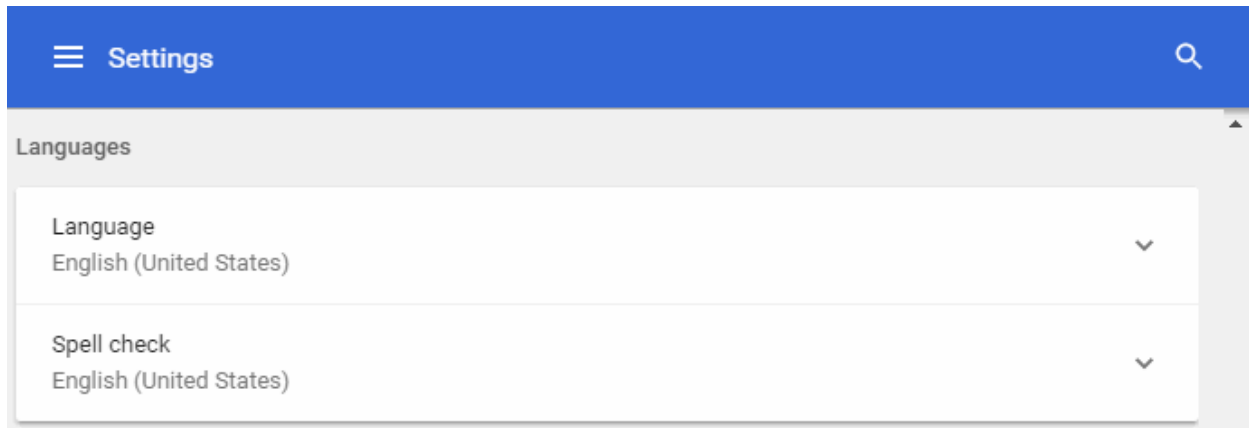 Settings
Languages
Language
English (United States)
Spell check
English (United States)